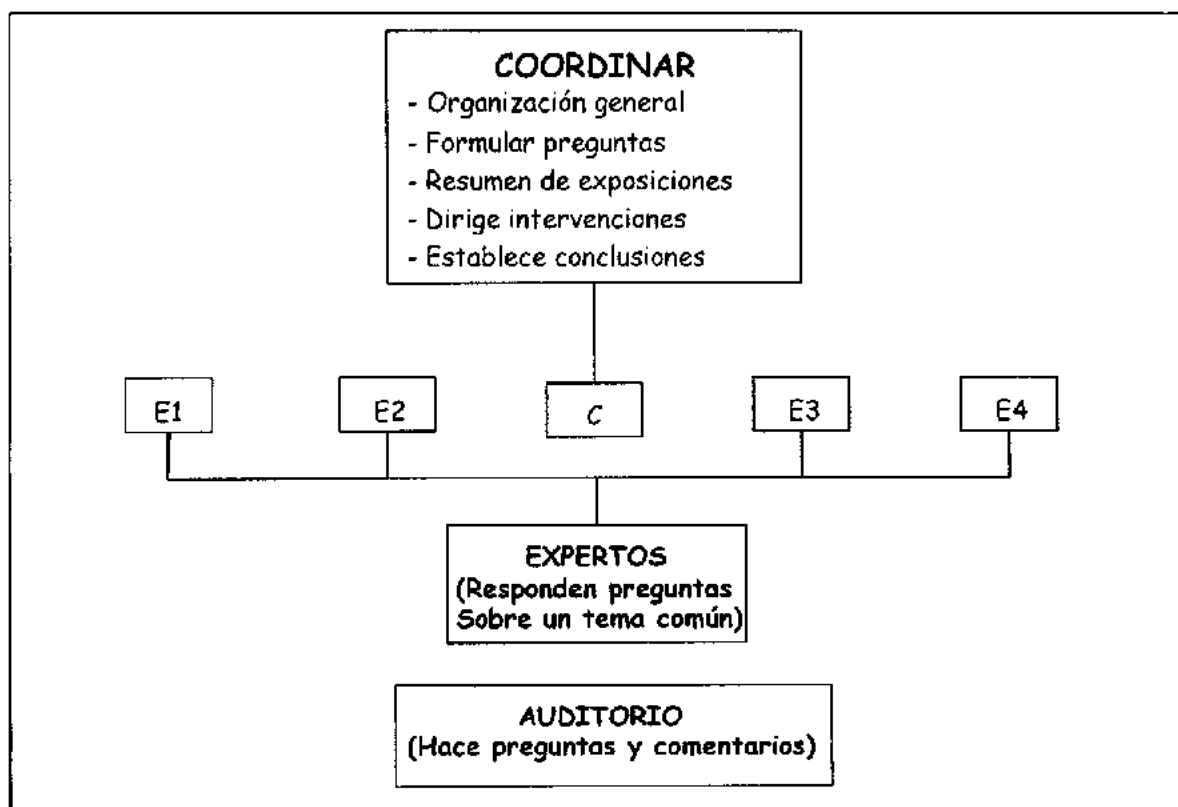 COORDINAR
- Organización general
- Formular preguntas
- Resumen de exposiciones
- Dirige intervenciones
- Establece conclusiones
E1
E2
C
E3
E4
EXPERTOS
(Responden preguntas
Sobre un tema común)
AUDITORIO
(Hace preguntas y comentarios)